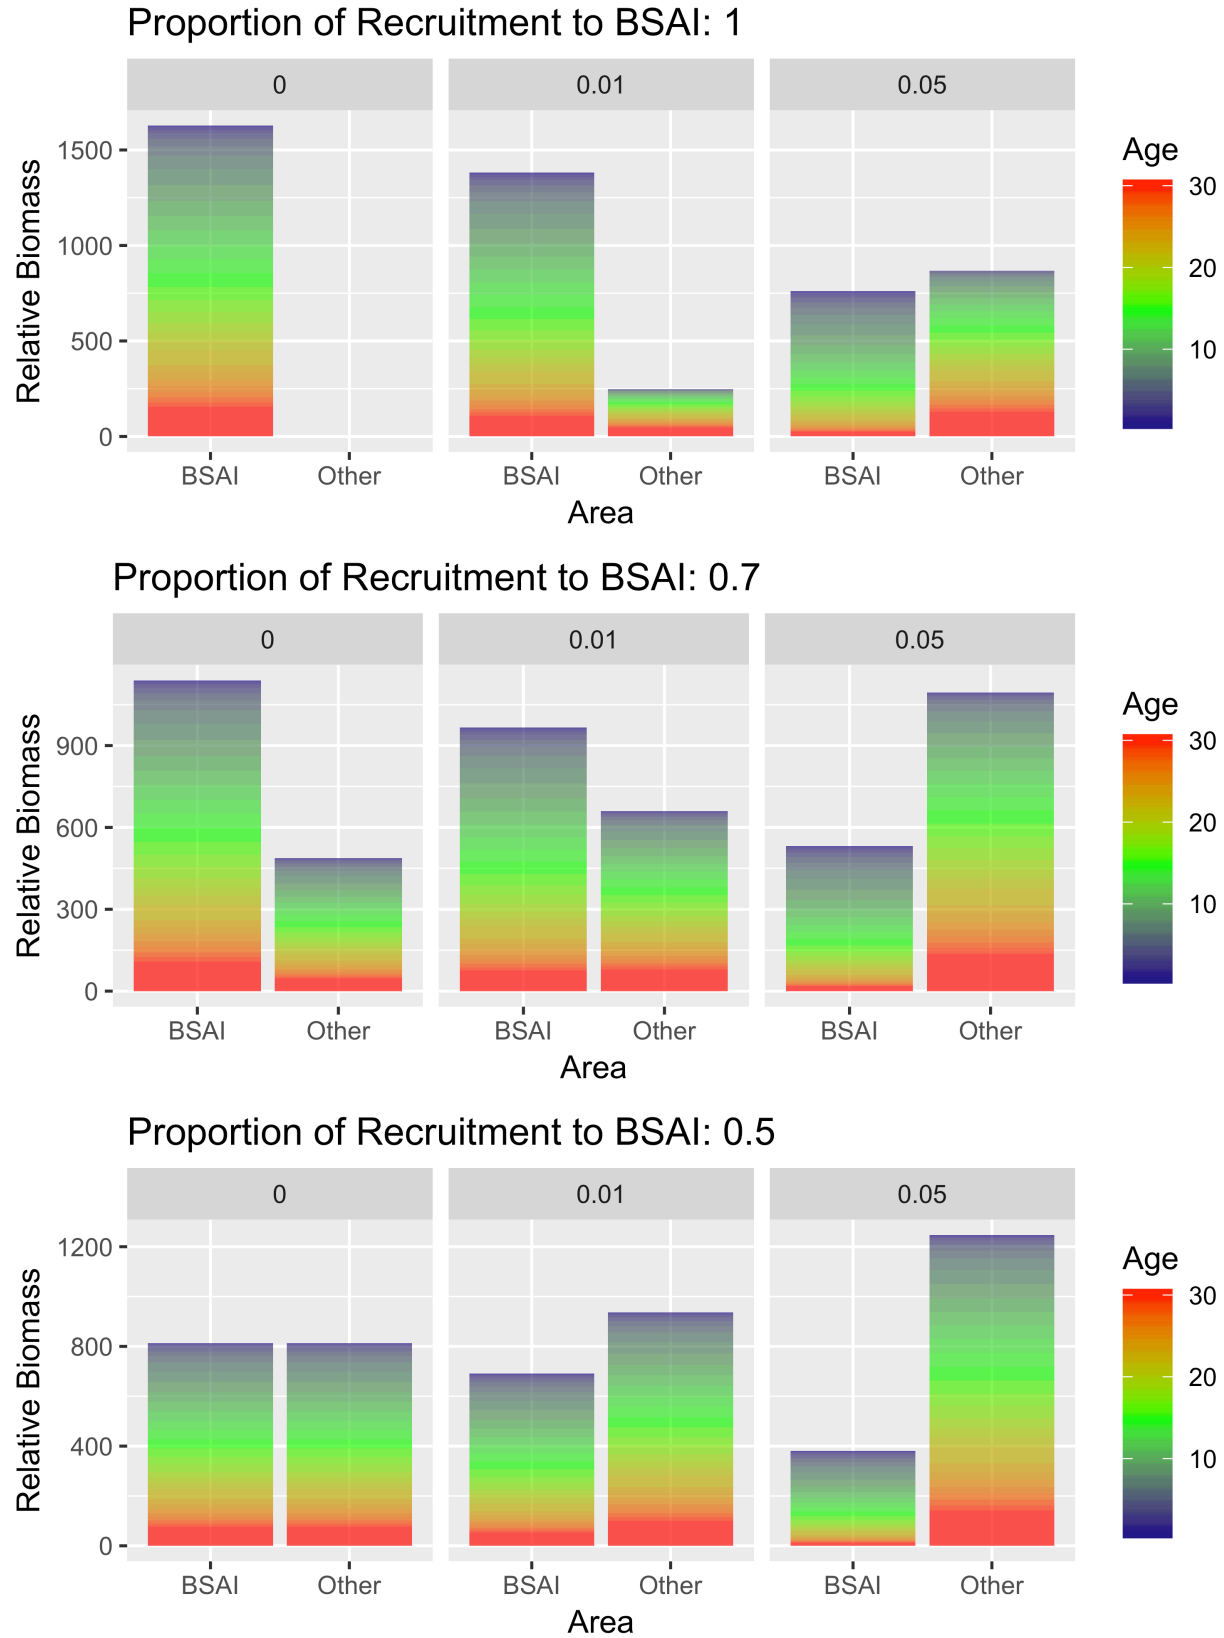 Proportion of Recruitment to BSAI: 1
0 0.01 0.05
Relative Biomass
1500
1000
500
0
BSAI Other BSAI Other BSAI Other
Area
Age
30
20
10
Proportion of Recruitment to BSAI: 0.7
0 0.01 0.05
Relative Biomass
900
600
300
0
BSAI Other BSAI Other BSAI Other
Area
Age
30
20
10
Proportion of Recruitment to BSAI: 0.5
0 0.01 0.05
Relative Biomass
1200
800
400
0
BSAI Other BSAI Other BSAI Other
Area
Age
30
20
10